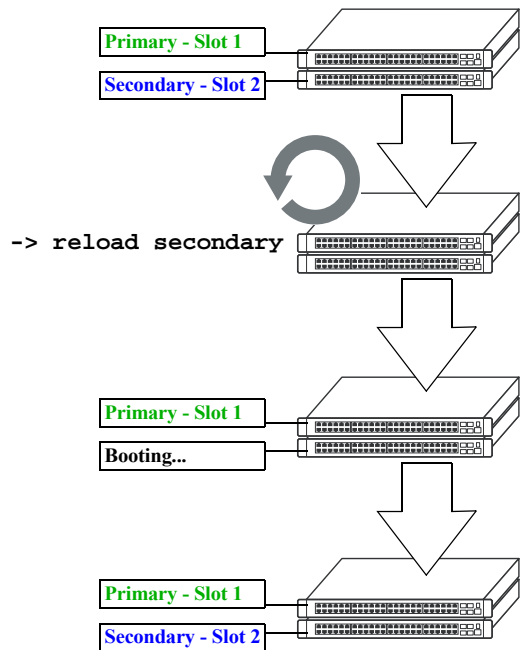 Primary - Slot 1
Secondary - Slot 2
-> reload secondary
Primary - Slot 1
Booting...
Primary - Slot 1
Secondary - Slot 2